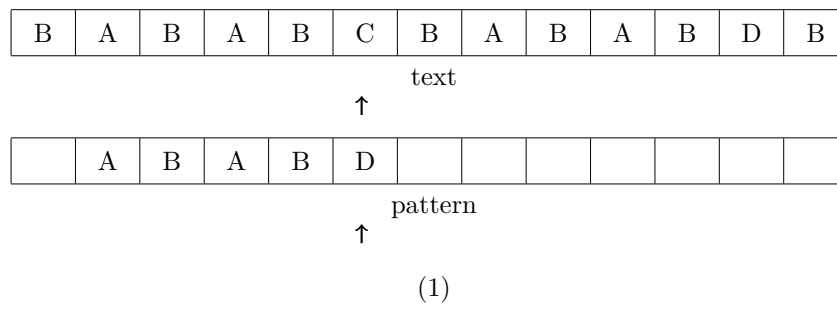 B A B A B C B A B A B D B
text
↑
A B A B D
pattern
↑
(1)